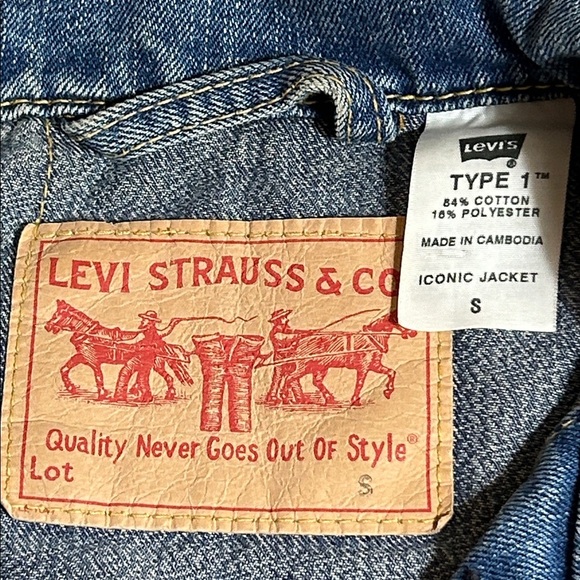 Levi's
®
TYPE 1™
84% COTTON
16% POLYESTER
MADE IN CAMBODIA
ICONIC JACKET
S
LEVI STRAUSS & CO
Quality Never Goes Out Of Style®
Lot
S